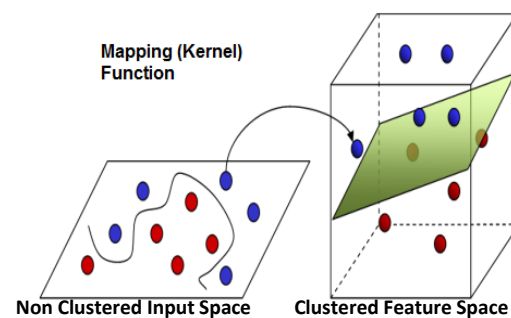 Mapping (Kernel)
Function
Non Clustered Input Space
Clustered Feature Space